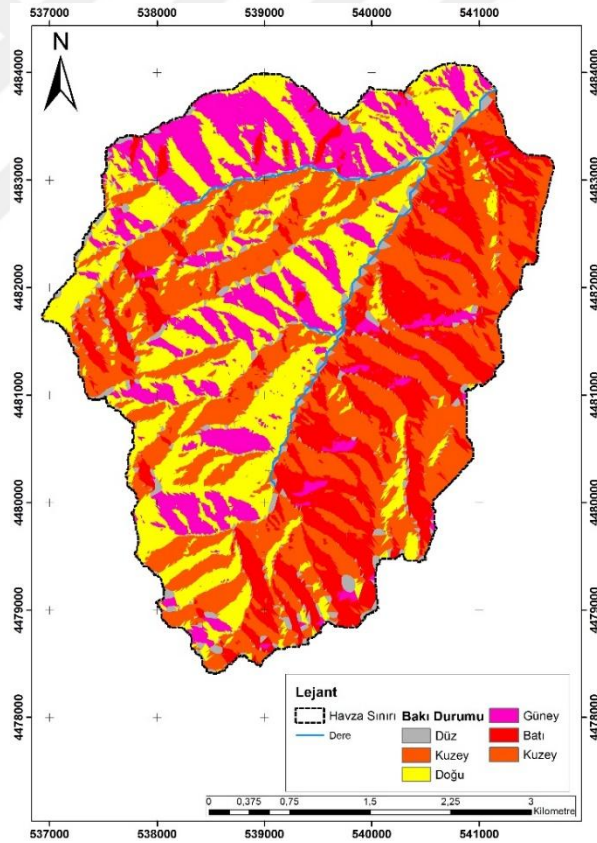 537000 538000 539000 540000 541000
N
4484000 4484000
4483000 4483000
4482000 4482000
4481000 4481000
4480000 4480000
4479000 4479000
4478000 4478000
Lejant
Havza Sınırı
Dere
Bakı Durumu
Düz
Kuzey
Doğu
Güney
Batı
Kuzey
0 0,375 0,75 1,5 2,25 3
Kilometre
537000 538000 539000 540000 541000